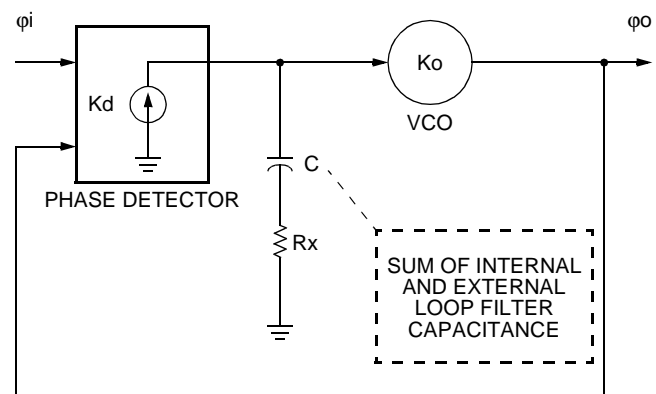 φi
φo
Kd
Ko
VCO
PHASE DETECTOR
C
Rx
SUM OF INTERNAL
AND EXTERNAL
LOOP FILTER
CAPACITANCE